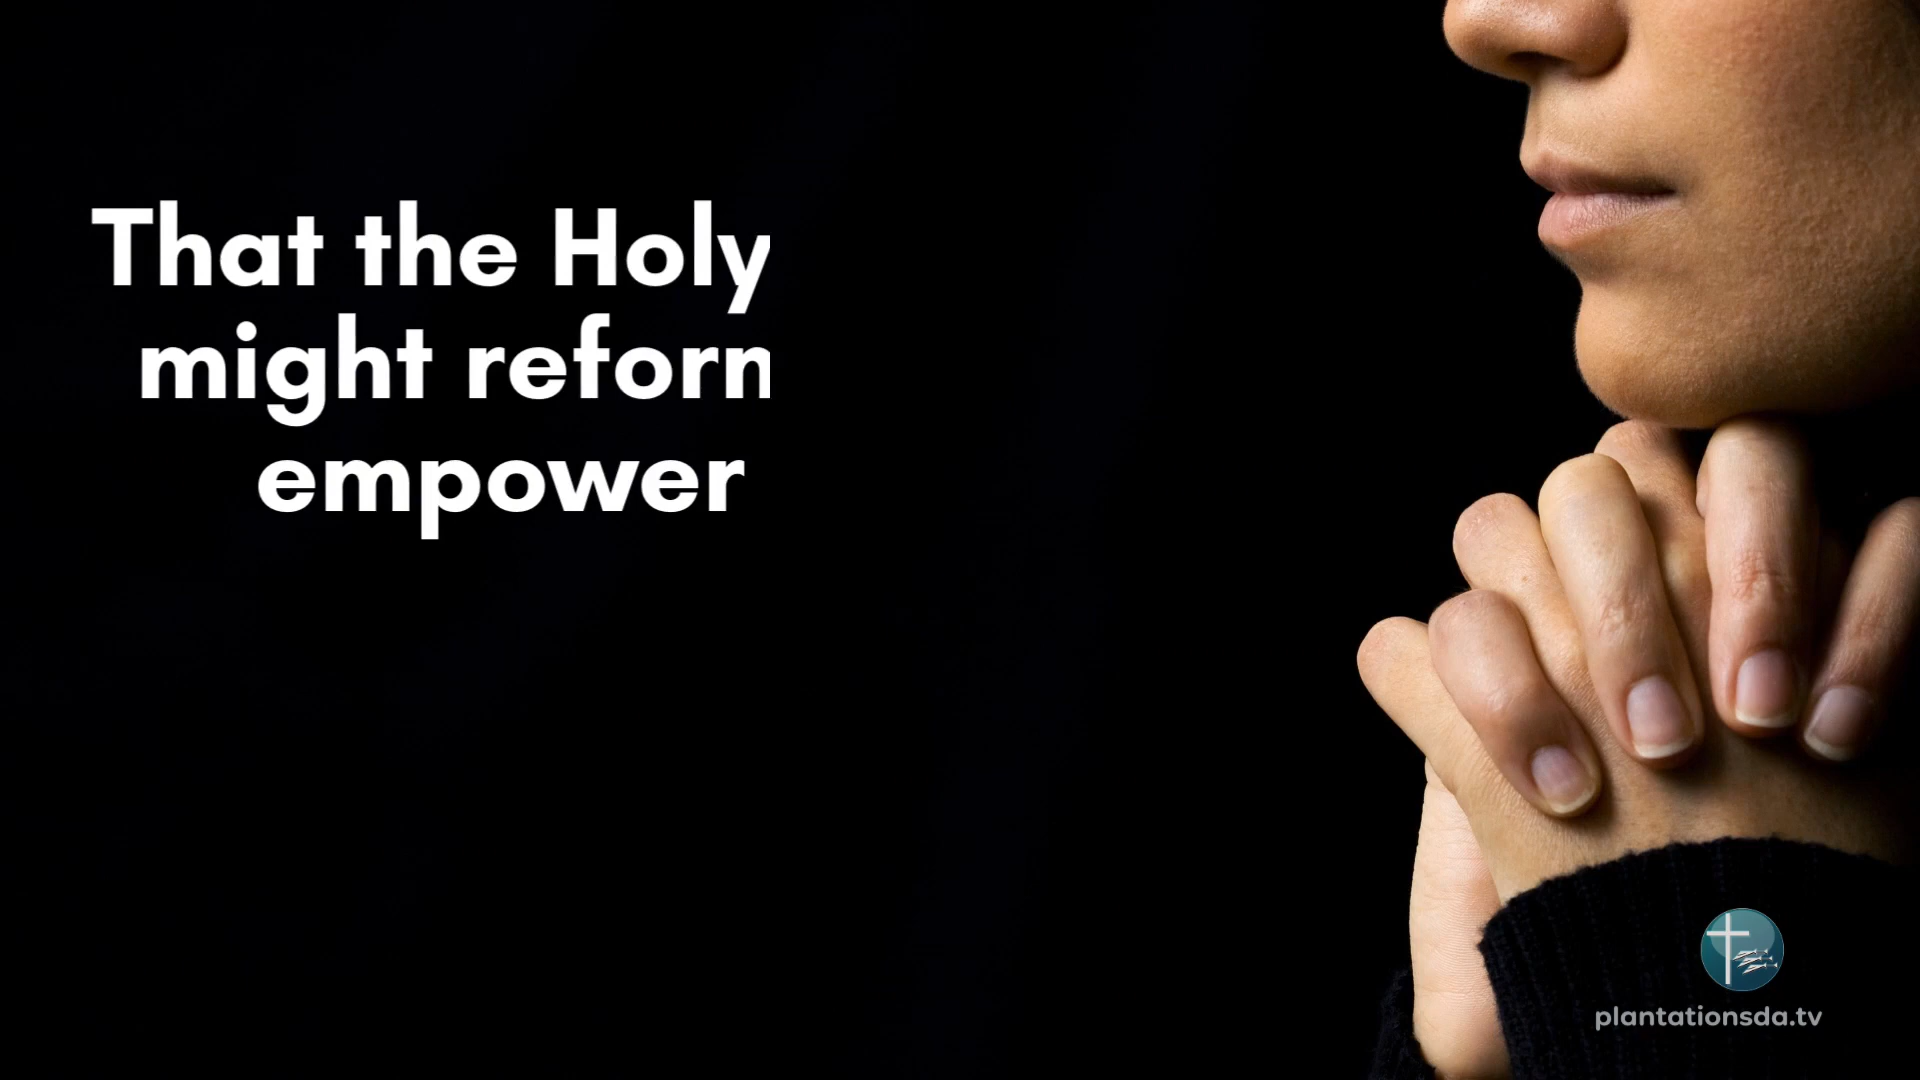 That the Holy
might reforn
empower
plantationsda.tv